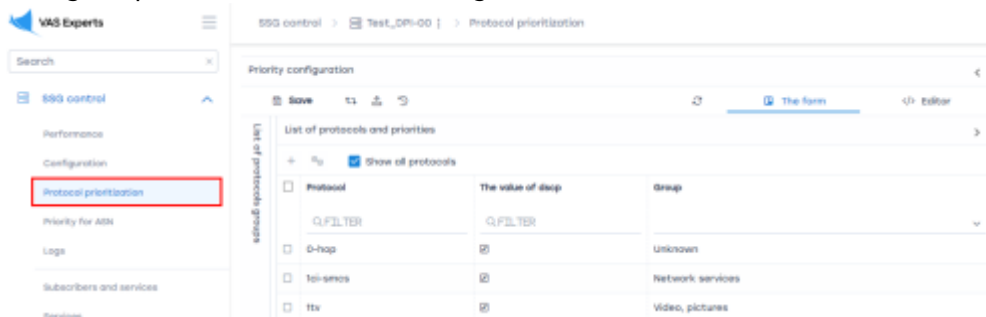 VAS Experts
SSG control > Test_DPI-00 [ > Protocol prioritization
Search
Priority configuration
SSG control
Save
The form
</> Editor
Performance
List of protocols groups
List of protocols and priorities
Configuration
Show all protocols
Protocol prioritization
Protocol
The value of dscp
Group
Priority for ASN
FILTER
FILTER
Logs
0-hop
Unknown
1ci-smcs
Network services
Subscribers and services
ttv
Video, pictures
Services